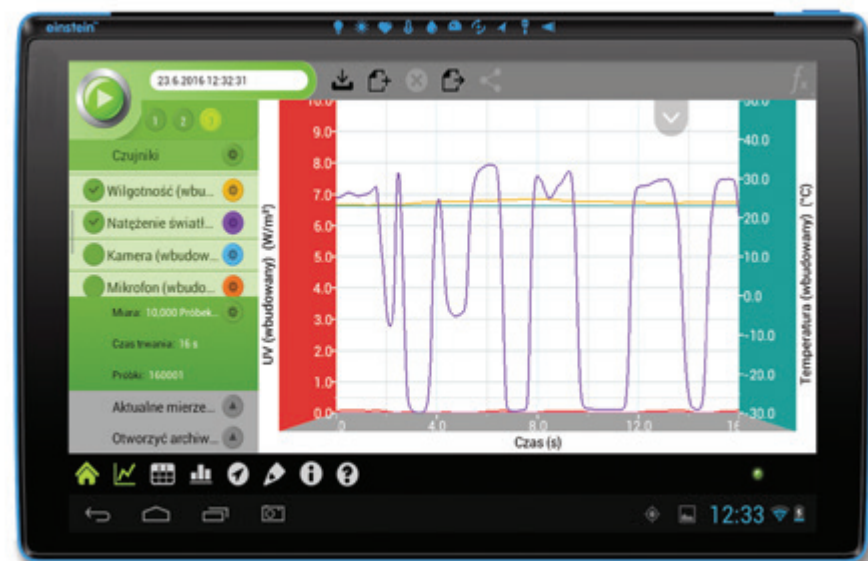 einstein™
23.6.2016 12:32:31
fx
1 2 3
Czujniki
Wilgotność (wbu...
Natężenie światł...
Kamera (wbudow...
Mikrofon (wbudo...
Miara: 10,000 Próbek...
Czas trwania: 16 s
Próbki: 160001
Aktualne mierze...
Otworzyć archiw...
UV (wbudowany) (W/m²)
10.0
9.0
8.0
7.0
6.0
5.0
4.0
3.0
2.0
1.0
0.0
.0 4.0 8.0 12.0 16
Czas (s)
50.0
40.0
30.0
20.0
10.0
0.0
-10.0
-20.0
-30.0
Temperatura (wbudowany) (°C)
12:33